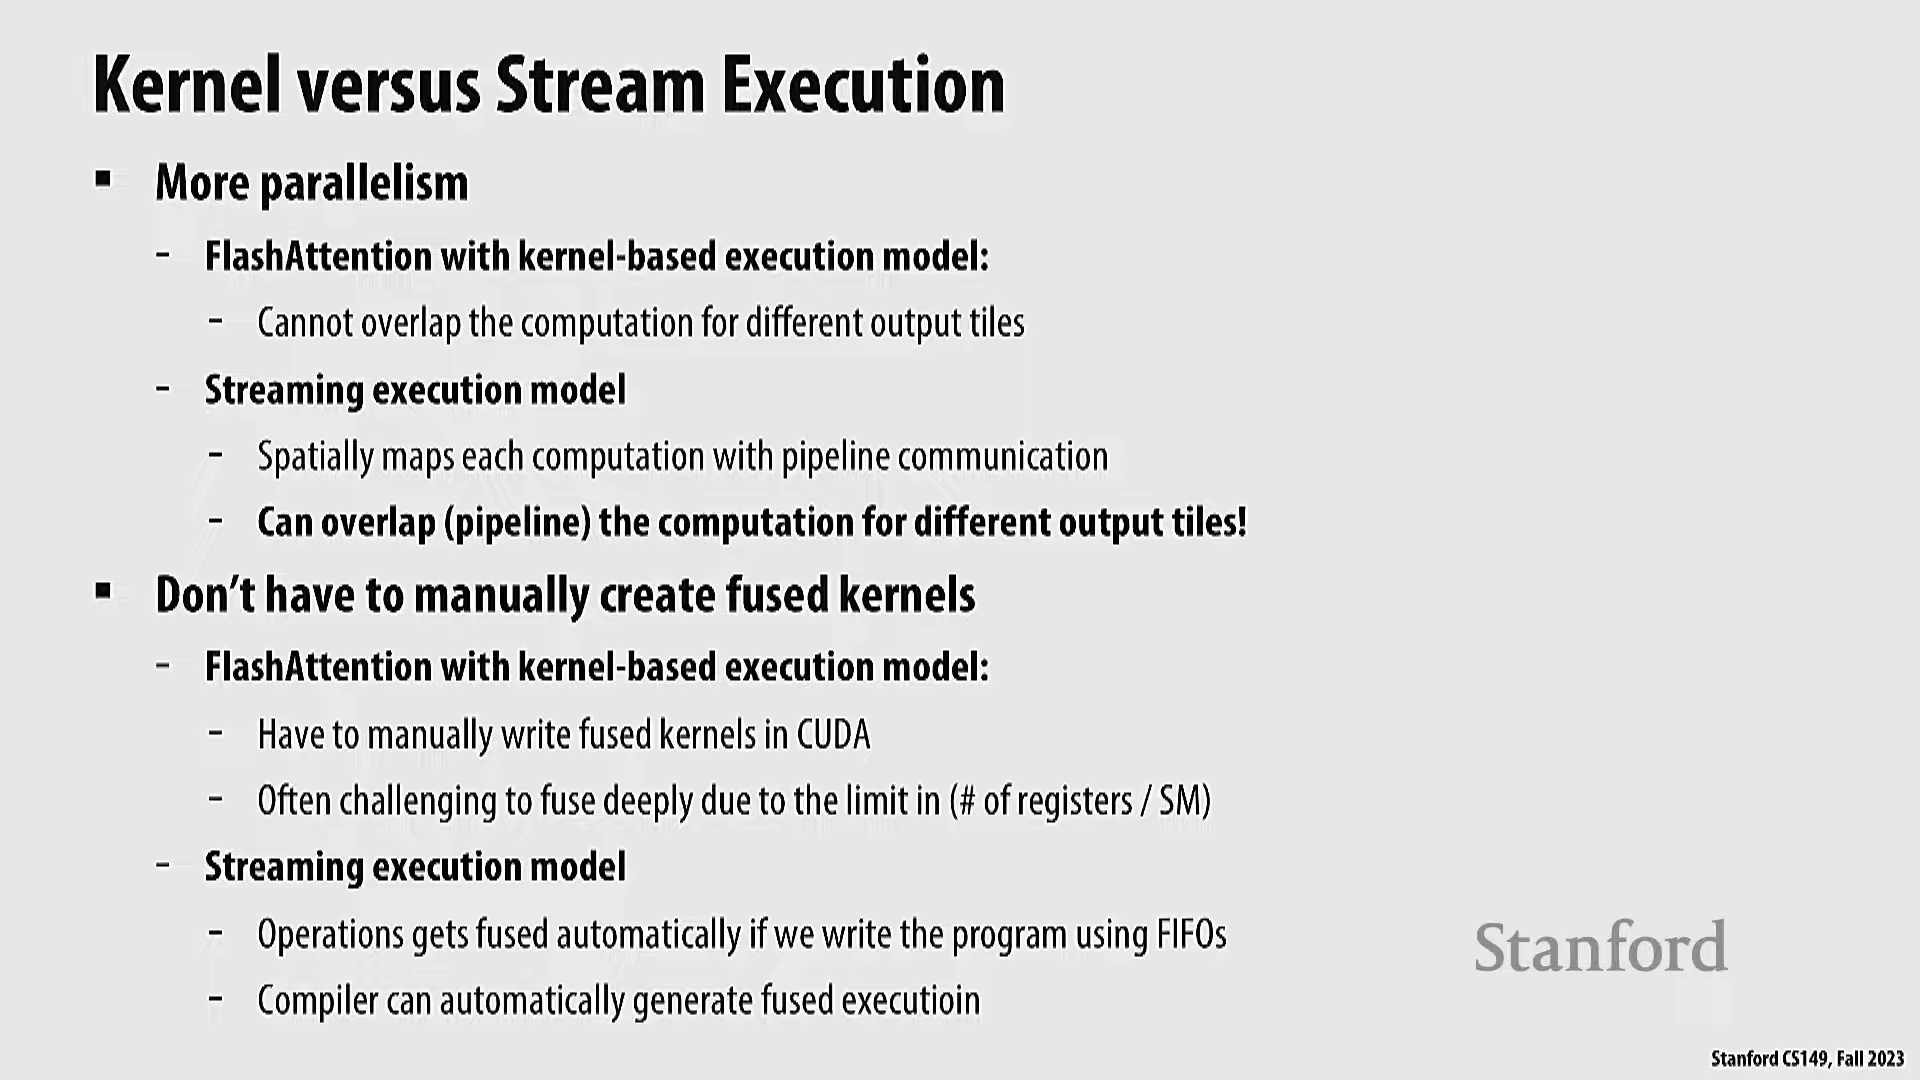 Kernel versus Stream Execution
▪ More parallelism
– FlashAttention with kernel-based execution model:
– Cannot overlap the computation for different output tiles
– Streaming execution model
– Spatially maps each computation with pipeline communication
– Can overlap (pipeline) the computation for different output tiles!
▪ Don’t have to manually create fused kernels
– FlashAttention with kernel-based execution model:
– Have to manually write fused kernels in CUDA
– Often challenging to fuse deeply due to the limit in (# of registers / SM)
– Streaming execution model
– Operations gets fused automatically if we write the program using FIFOs
– Compiler can automatically generate fused executioin
Stanford
Stanford CS149, Fall 2023